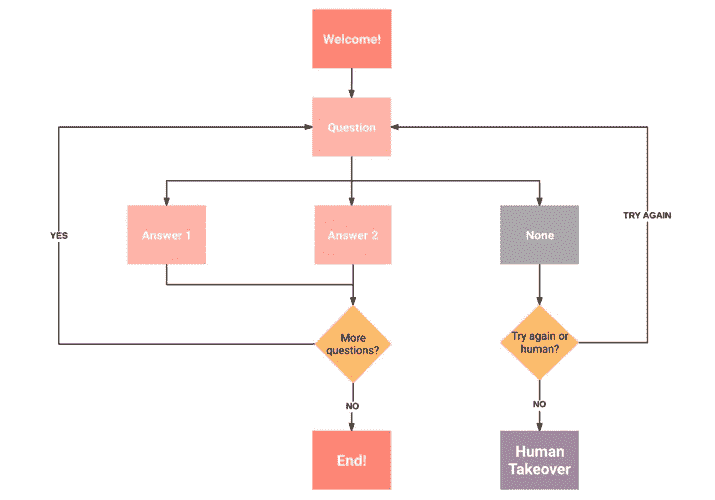 Welcome!
Question
Answer 1
Answer 2
None
YES
TRY AGAIN
More
questions?
Try again or
human?
NO
NO
End!
Human
Takeover